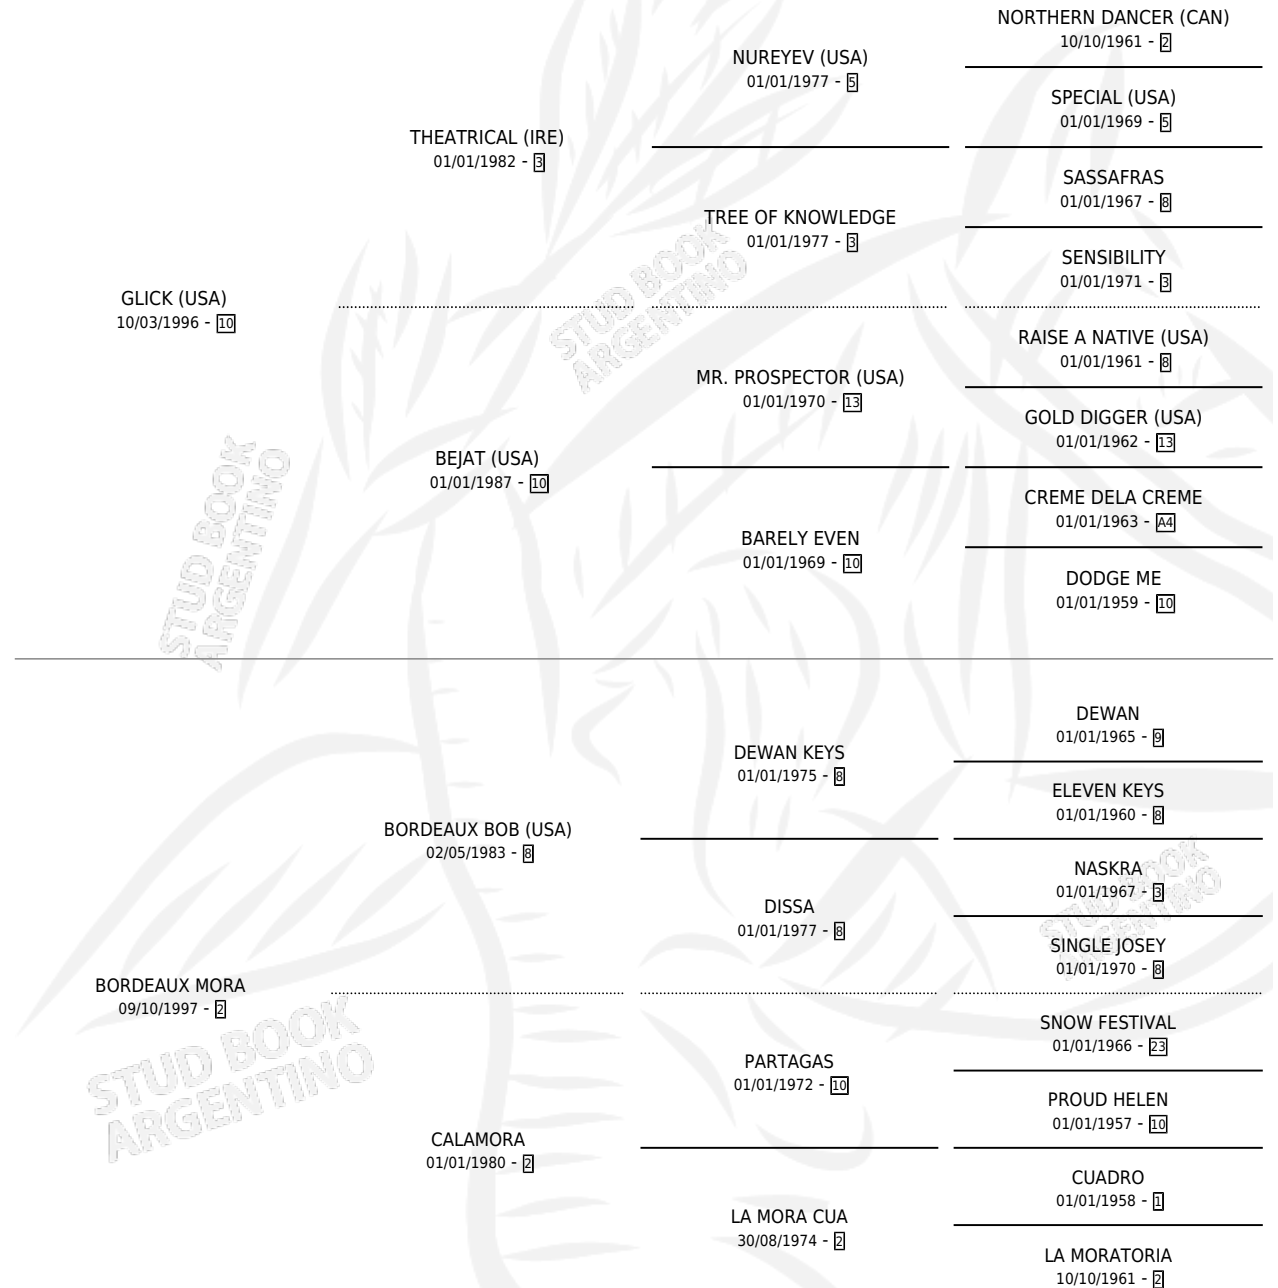 NORTHERN DANCER (CAN)
10/10/1961 - 2
NUREYEV (USA)
01/01/1977 - 5
SPECIAL (USA)
01/01/1969 - 5
THEATRICAL (IRE)
01/01/1982 - 3
SASSAFRAS
01/01/1967 - 8
TREE OF KNOWLEDGE
01/01/1977 - 3
SENSIBILITY
01/01/1971 - 3
STUD BOOK
ARGENTINO
GLICK (USA)
10/03/1996 - 10
RAISE A NATIVE (USA)
01/01/1961 - 8
MR. PROSPECTOR (USA)
01/01/1970 - 13
GOLD DIGGER (USA)
01/01/1962 - 13
BEJAT (USA)
01/01/1987 - 10
CREME DELA CREME
01/01/1963 - A4
BARELY EVEN
01/01/1969 - 10
DODGE ME
01/01/1959 - 10
STUD BOOK
ARGENTINO
DEWAN
01/01/1965 - 9
DEWAN KEYS
01/01/1975 - 8
ELEVEN KEYS
01/01/1960 - 8
BORDEAUX BOB (USA)
02/05/1983 - 8
NASKRA
01/01/1967 - 3
DISSA
01/01/1977 - 8
SINGLE JOSEY
01/01/1970 - 8
STUD BOOK
ARGENTINO
BORDEAUX MORA
09/10/1997 - 2
SNOW FESTIVAL
01/01/1966 - 23
PARTAGAS
01/01/1972 - 10
PROUD HELEN
01/01/1957 - 10
STUD BOOK
ARGENTINO
CALAMORA
01/01/1980 - 2
CUADRO
01/01/1958 - 1
LA MORA CUA
30/08/1974 - 2
LA MORATORIA
10/10/1961 - 2